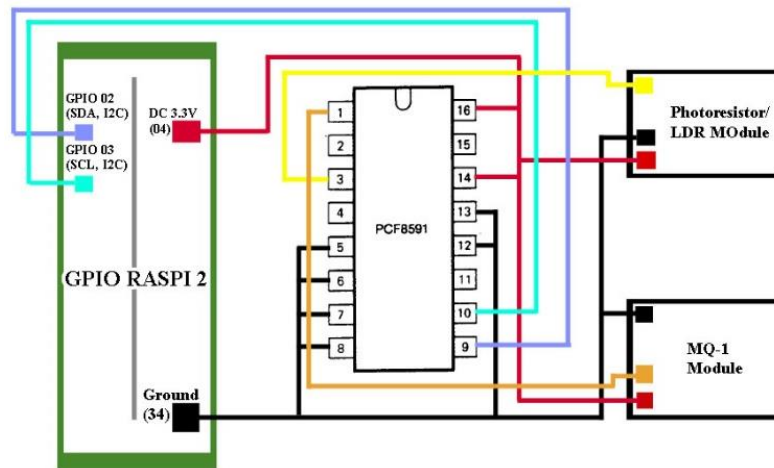 GPIO 02
(SDA, I2C)
DC 3.3V
(04)
GPIO 03
(SCL, I2C)
GPIO RASPI 2
Ground
(34)
1
2
3
4
5
6
7
8
PCF8591
16
15
14
13
12
11
10
9
Photoresistor/
LDR MOdule
MQ-1
Module